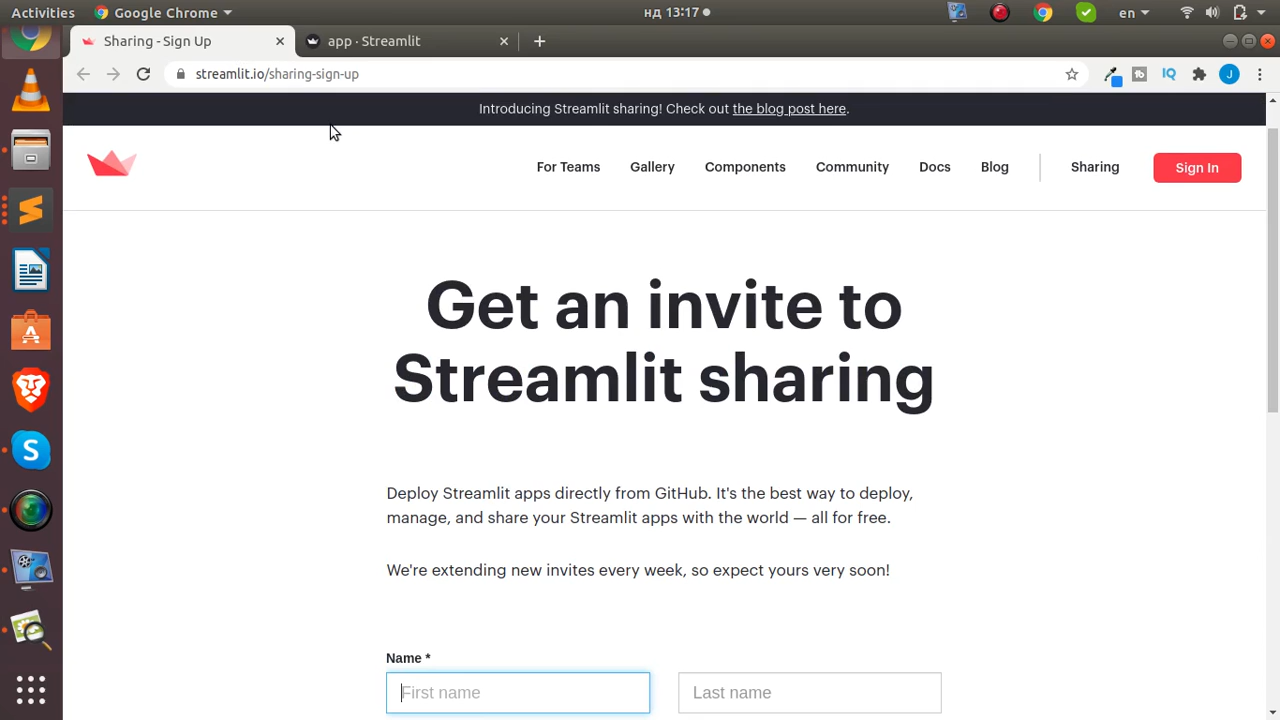 Activities
Google Chrome
нд 13:17
en
Sharing - Sign Up
app · Streamlit
streamlit.io/sharing-sign-up
IQ
J
Introducing Streamlit sharing! Check out the blog post here.
For Teams
Gallery
Components
Community
Docs
Blog
Sharing
Sign In
Get an invite to
Streamlit sharing
Deploy Streamlit apps directly from GitHub. It's the best way to deploy,
manage, and share your Streamlit apps with the world — all for free.
We're extending new invites every week, so expect yours very soon!
Name *
First name
Last name